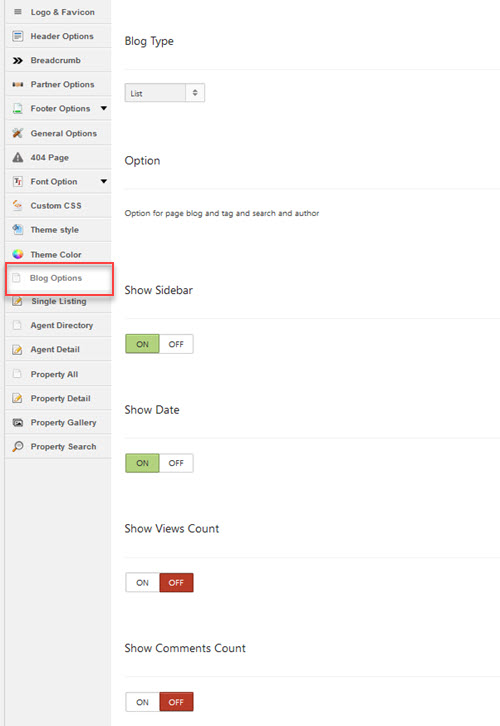 Logo & Favicon
Header Options
Breadcrumb
Partner Options
Footer Options
General Options
404 Page
Font Option
Custom CSS
Theme style
Theme Color
Blog Options
Single Listing
Agent Directory
Agent Detail
Property All
Property Detail
Property Gallery
Property Search
Blog Type
List
Option
Option for page blog and tag and search and author
Show Sidebar
ON OFF
Show Date
ON OFF
Show Views Count
ON OFF
Show Comments Count
ON OFF